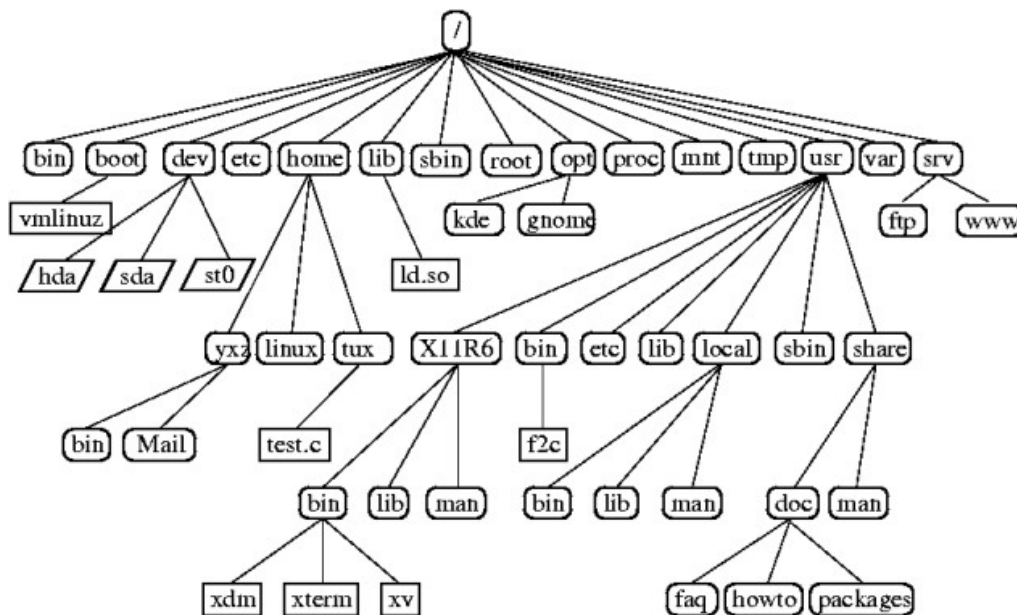 /
bin boot dev etc home lib sbin root opt proc mnt tmp usr var srv
vmlinuz kde gnome ftp www
hda sda st0 ld.so
yxz linux tux X11R6 bin etc lib local sbin share
bin Mail test.c f2c
bin lib man bin lib man doc man
xdm xterm xv faq howto packages